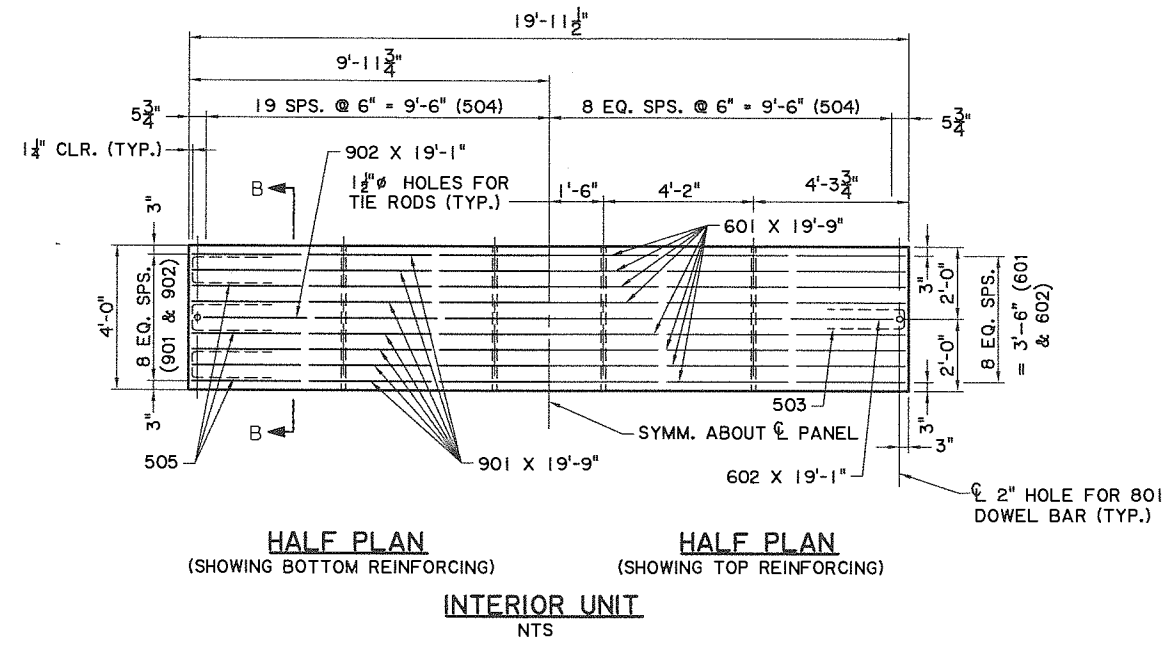 19'-11 1/2"
9'-11 3/4"
5 3/4"
19 SPS. @ 6" = 9'-6" (504)
8 EQ. SPS. @ 6" = 9'-6" (504)
5 3/4"
1 1/4" CLR. (TYP.)
902 X 19'-1"
B
1 1/2"ø HOLES FOR
TIE RODS (TYP.)
1'-6"
4'-2"
4'-3 3/4"
601 X 19'-9"
3"
4'-0"
8 EQ. SPS.
(901 & 902)
3"
3"
2'-0"
2'-0"
3"
8 EQ. SPS.
= 3'-6" (601
& 602)
503
3"
B
505
901 X 19'-9"
SYMM. ABOUT ℄ PANEL
602 X 19'-1"
℄ 2" HOLE FOR 801
DOWEL BAR (TYP.)
HALF PLAN
(SHOWING BOTTOM REINFORCING)
HALF PLAN
(SHOWING TOP REINFORCING)
INTERIOR UNIT
NTS